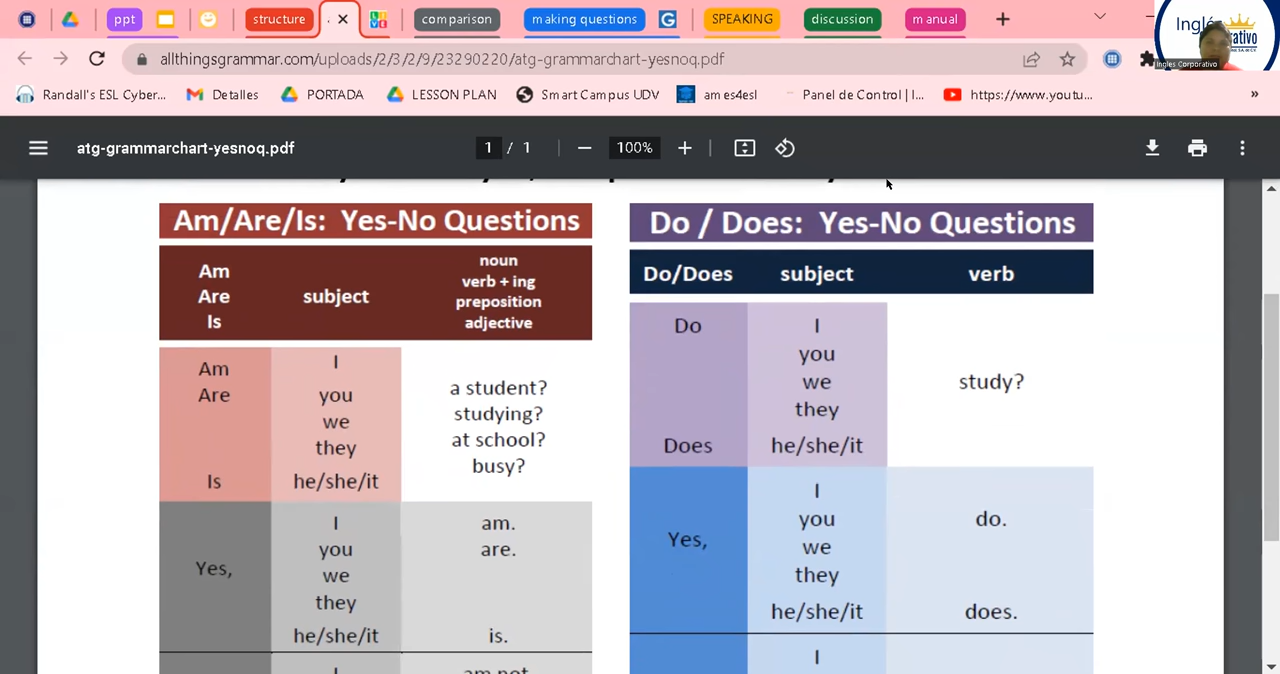 ppt
structure
comparison
making questions
SPEAKING
discussion
manual
allthingsgrammar.com/uploads/2/3/2/9/23290220/atg-grammarchart-yesnoq.pdf
Randall's ESL Cyber...
Detalles
PORTADA
LESSON PLAN
Smart Campus UDV
ames4esl
Panel de Control | I...
https://www.youtu...
»
Inglés Corporativo
atg-grammarchart-yesnoq.pdf
1 / 1
100%
Am/Are/Is: Yes-No Questions
Am
Are
Is
subject
noun
verb + ing
preposition
adjective
Am
Are
Is
I
you
we
they
he/she/it
a student?
studying?
at school?
busy?
Yes,
I
you
we
they
he/she/it
am.
are.
is.
Do / Does: Yes-No Questions
Do/Does
subject
verb
Do
Does
I
you
we
they
he/she/it
study?
Yes,
I
you
we
they
he/she/it
do.
does.
I